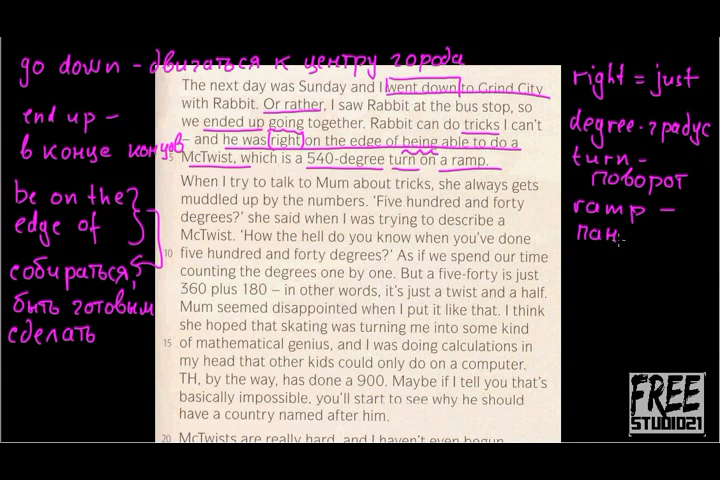 go down – двигаться к центру города
end up –
в конце концов
be on the
edge of
собираться,
быть готовым
сделать
The next day was Sunday and I went down to Grind City
with Rabbit. Or rather, I saw Rabbit at the bus stop, so
we ended up going together. Rabbit can do tricks I can't
– and he was right on the edge of being able to do a
5 McTwist, which is a 540-degree turn on a ramp.
When I try to talk to Mum about tricks, she always gets
muddled up by the numbers. ‘Five hundred and forty
degrees?’ she said when I was trying to describe a
McTwist. ‘How the hell do you know when you've done
10 five hundred and forty degrees?’ As if we spend our time
counting the degrees one by one. But a five-forty is just
360 plus 180 – in other words, it's just a twist and a half.
Mum seemed disappointed when I put it like that. I think
she hoped that skating was turning me into some kind
15 of mathematical genius, and I was doing calculations in
my head that other kids could only do on a computer.
TH, by the way, has done a 900. Maybe if I tell you that's
basically impossible, you'll start to see why he should
have a country named after him.
20 McTwists are really hard, and I haven't even begun
right = just
degree - градус
turn –
поворот
ramp –
пан
FREE
STUDIO21